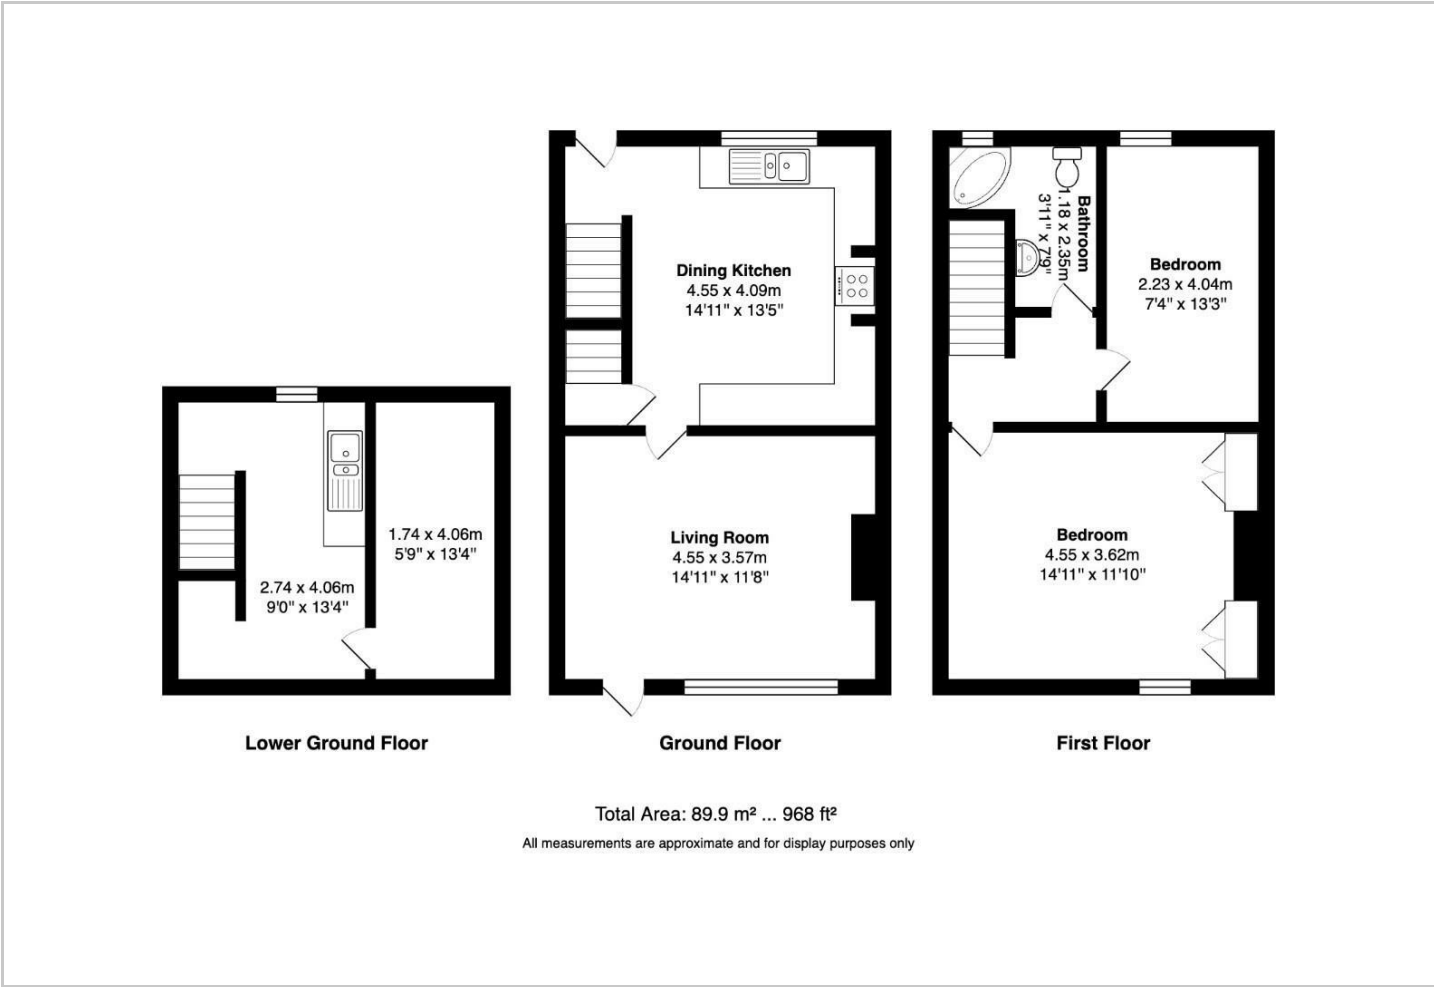 Dining Kitchen
4.55 x 4.09m
14'11" x 13'5"
Bathroom
1.18 x 2.35m
3'11" x 7'9"
Bedroom
2.23 x 4.04m
7'4" x 13'3"
1.74 x 4.06m
5'9" x 13'4"
2.74 x 4.06m
9'0" x 13'4"
Living Room
4.55 x 3.57m
14'11" x 11'8"
Bedroom
4.55 x 3.62m
14'11" x 11'10"
Lower Ground Floor
Ground Floor
First Floor
Total Area: 89.9 m² ... 968 ft²
All measurements are approximate and for display purposes only